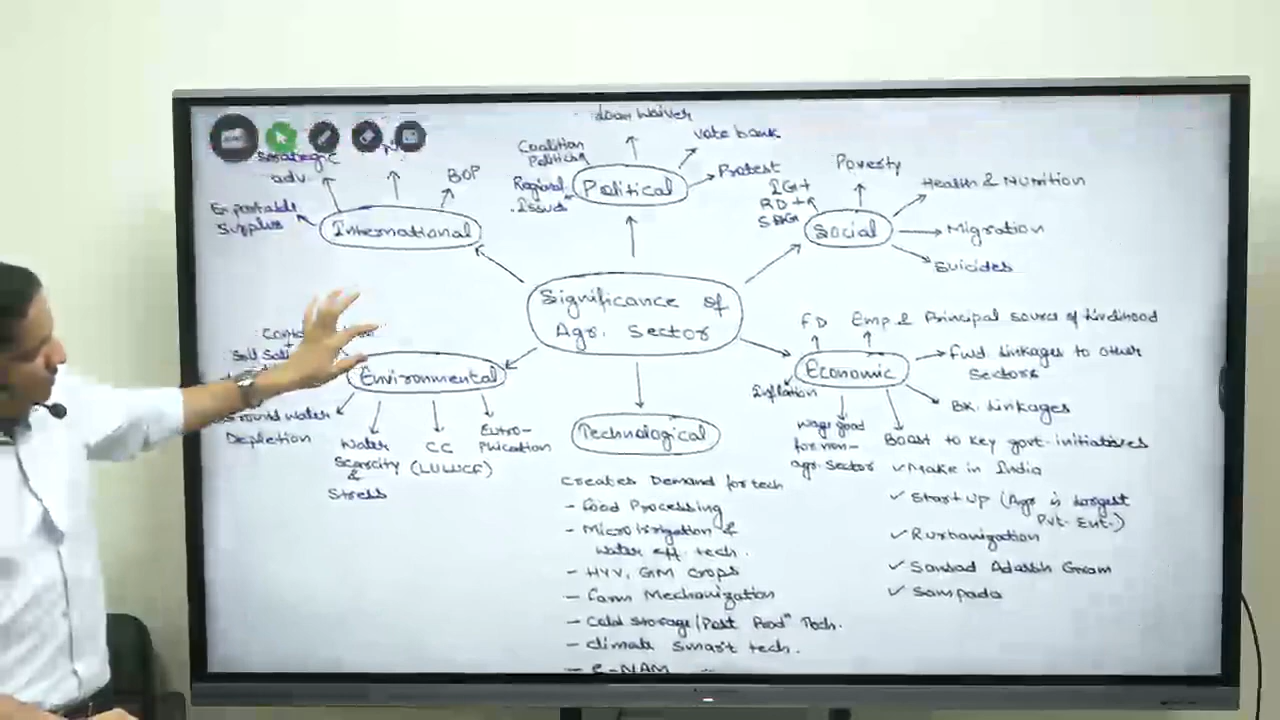 Strategic
adv.
BOP
Exportable
Surplus
International
Loan Waiver
Coalition
Politics
Vote bank
Regional
Issues
Political
Protest
IG+
RD+
SDG
Poverty
Health & Nutrition
Social
Migration
Suicides
Significance of
Agr. Sector
Environmental
Ground water
Depletion
Water
Scarcity
&
Stress
CC
(LULUCF)
Eutro-
phication
Technological
Creates Demand for tech
- Food Processing
- Micro Irrigation &
Water eff. tech.
- HYV, GM crops
- Farm Mechanization
- Cold storage/Post Prodn Tech.
- climate smart tech.
- e-NAM
FD
Emp & Principal source of livelihood
Economic
Fwd linkages to other
Sectors
Inflation
BK. linkages
wage good
for non-
agr. sector
Boost to key govt. initiatives
✓ Make in India
✓ Start up (Agr is largest
Pvt. Ent.)
✓ Rurbanization
✓ Sansad Adarsh Gram
✓ Sampada